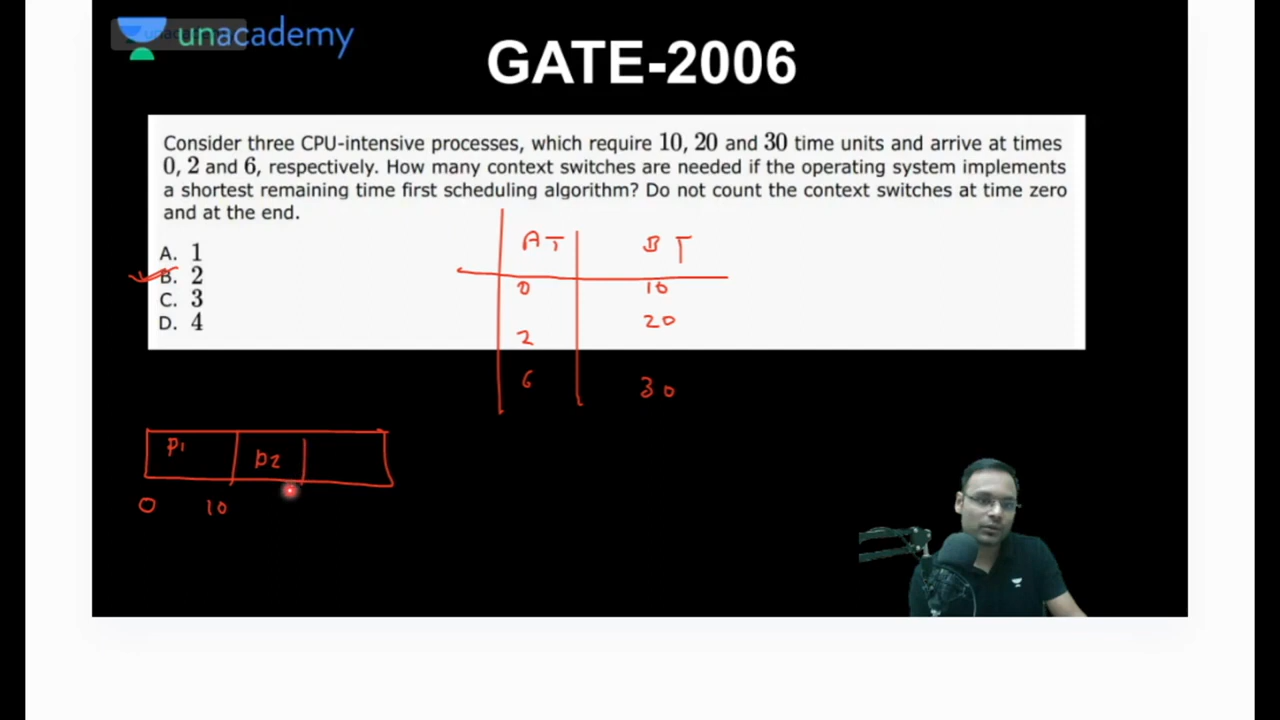 unacademy
GATE-2006
Consider three CPU-intensive processes, which require 10, 20 and 30 time units and arrive at times
0, 2 and 6, respectively. How many context switches are needed if the operating system implements
a shortest remaining time first scheduling algorithm? Do not count the context switches at time zero
and at the end.
A. 1
B. 2
C. 3
D. 4
AT BT
0 10
20
2
6 30
P1 P2
0 10